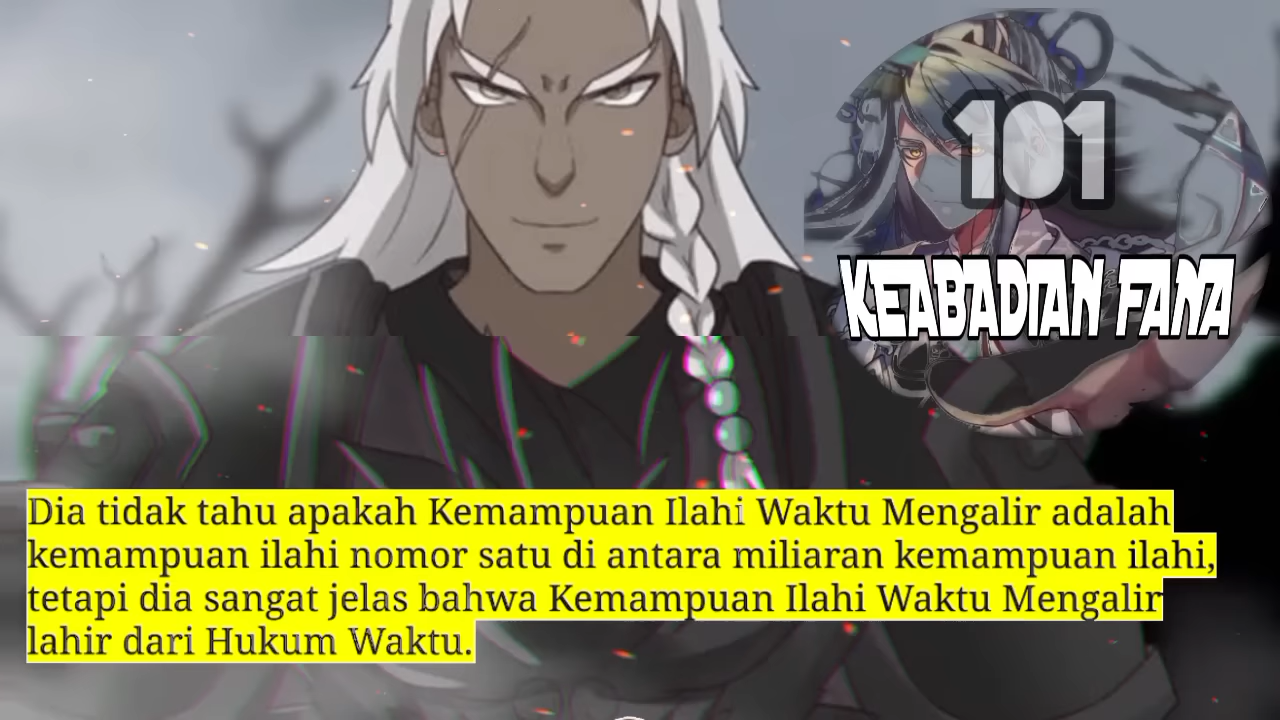 101
KEABADIAN FANA
Dia tidak tahu apakah Kemampuan Ilahi Waktu Mengalir adalah
kemampuan ilahi nomor satu di antara miliaran kemampuan ilahi,
tetapi dia sangat jelas bahwa Kemampuan Ilahi Waktu Mengalir
lahir dari Hukum Waktu.